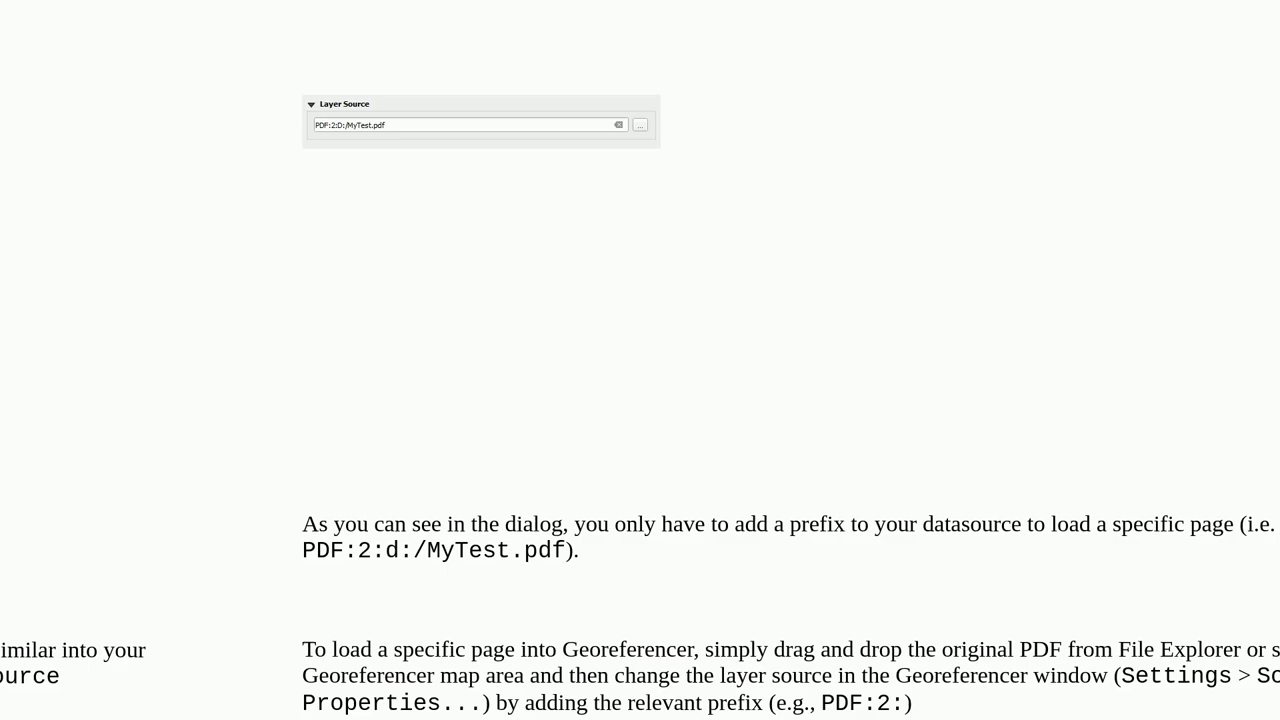 Layer Source
PDF:2:D:/MyTest.pdf
...
As you can see in the dialog, you only have to add a prefix to your datasource to load a specific page (i.e.
PDF:2:d:/MyTest.pdf).
imilar into your
ource
To load a specific page into Georeferencer, simply drag and drop the original PDF from File Explorer or s
Georeferencer map area and then change the layer source in the Georeferencer window (Settings > So
Properties...) by adding the relevant prefix (e.g., PDF:2:)